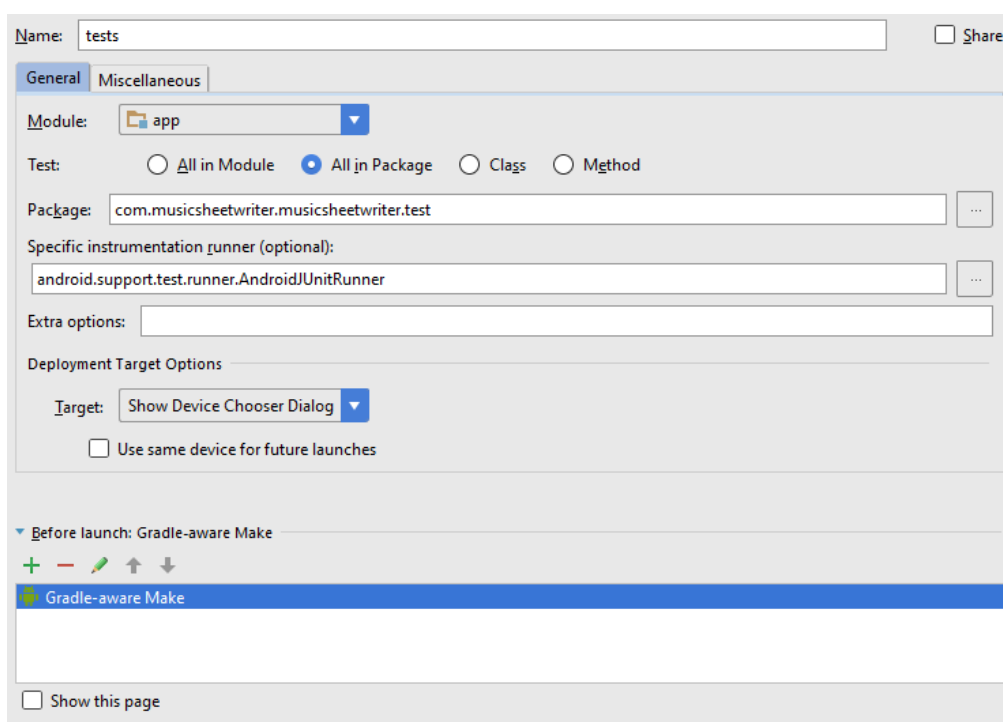 Name: tests Share
General Miscellaneous
Module: app
Test: All in Module All in Package Class Method
Package: com.musicsheetwriter.musicsheetwriter.test ...
Specific instrumentation runner (optional):
android.support.test.runner.AndroidJUnitRunner ...
Extra options:
Deployment Target Options
Target: Show Device Chooser Dialog
Use same device for future launches
Before launch: Gradle-aware Make
Gradle-aware Make
Show this page